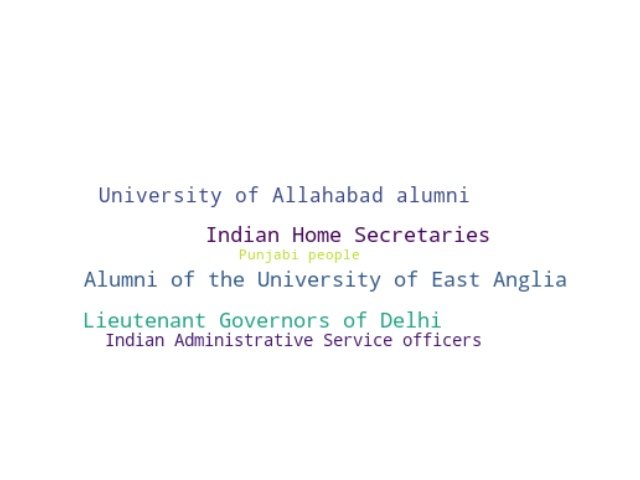 University of Allahabad alumni
Indian Home Secretaries
Punjabi people
Alumni of the University of East Anglia
Lieutenant Governors of Delhi
Indian Administrative Service officers